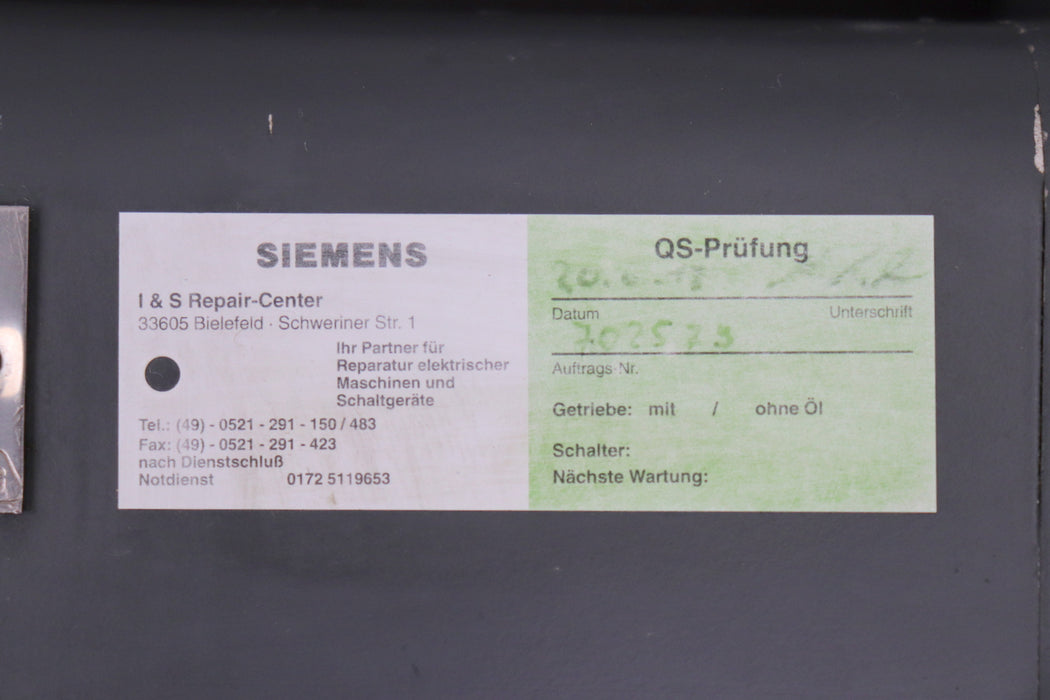 SIEMENS
I & S Repair-Center
33605 Bielefeld · Schweriner Str. 1
Ihr Partner für
Reparatur elektrischer
Maschinen und
Schaltgeräte
Tel.: (49) - 0521 - 291 - 150 / 483
Fax: (49) - 0521 - 291 - 423
nach Dienstschluß
Notdienst 0172 5119653
QS-Prüfung
Datum Unterschrift
702579
Auftrags-Nr.
Getriebe: mit / ohne Öl
Schalter:
Nächste Wartung: